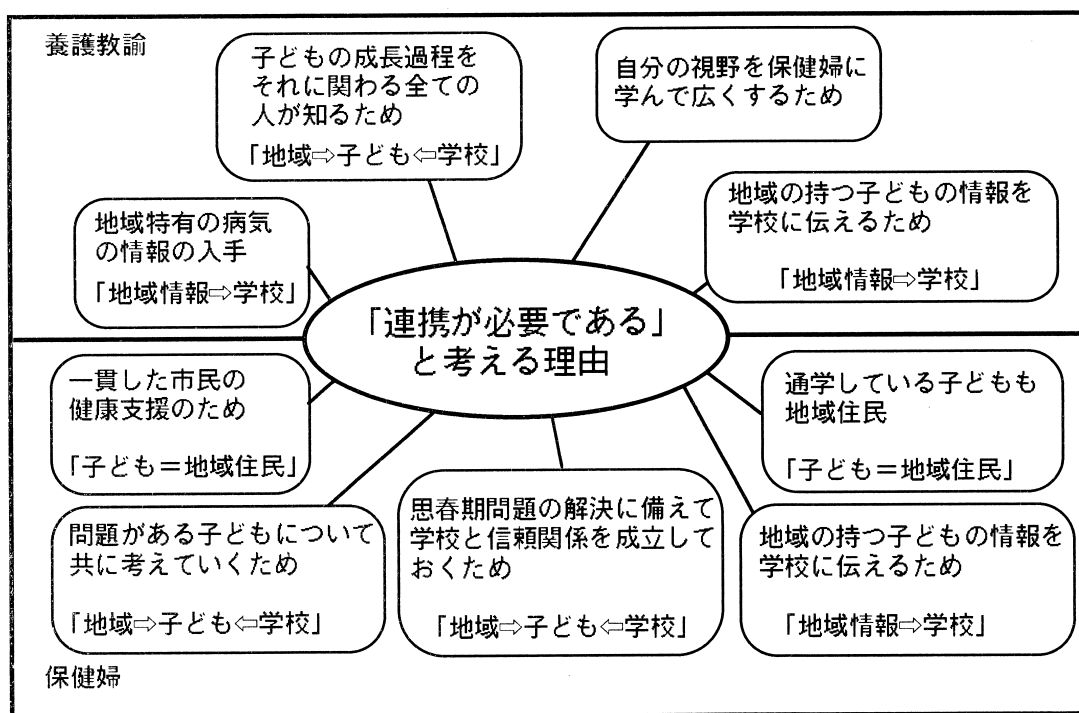 養護教諭
子どもの成長過程を
それに関わる全ての
人が知るため
「地域⇨子ども⇦学校」
自分の視野を保健婦に
学んで広くするため
地域特有の病気
の情報の入手
「地域情報⇨学校」
地域の持つ子どもの情報を
学校に伝えるため
「地域情報⇨学校」
「連携が必要である」
と考える理由
一貫した市民の
健康支援のため
「子ども＝地域住民」
通学している子どもも
地域住民
「子ども＝地域住民」
問題がある子どもについて
共に考えていくため
「地域⇨子ども⇦学校」
思春期問題の解決に備えて
学校と信頼関係を成立して
おくため
「地域⇨子ども⇦学校」
地域の持つ子どもの情報を
学校に伝えるため
「地域情報⇨学校」
保健婦